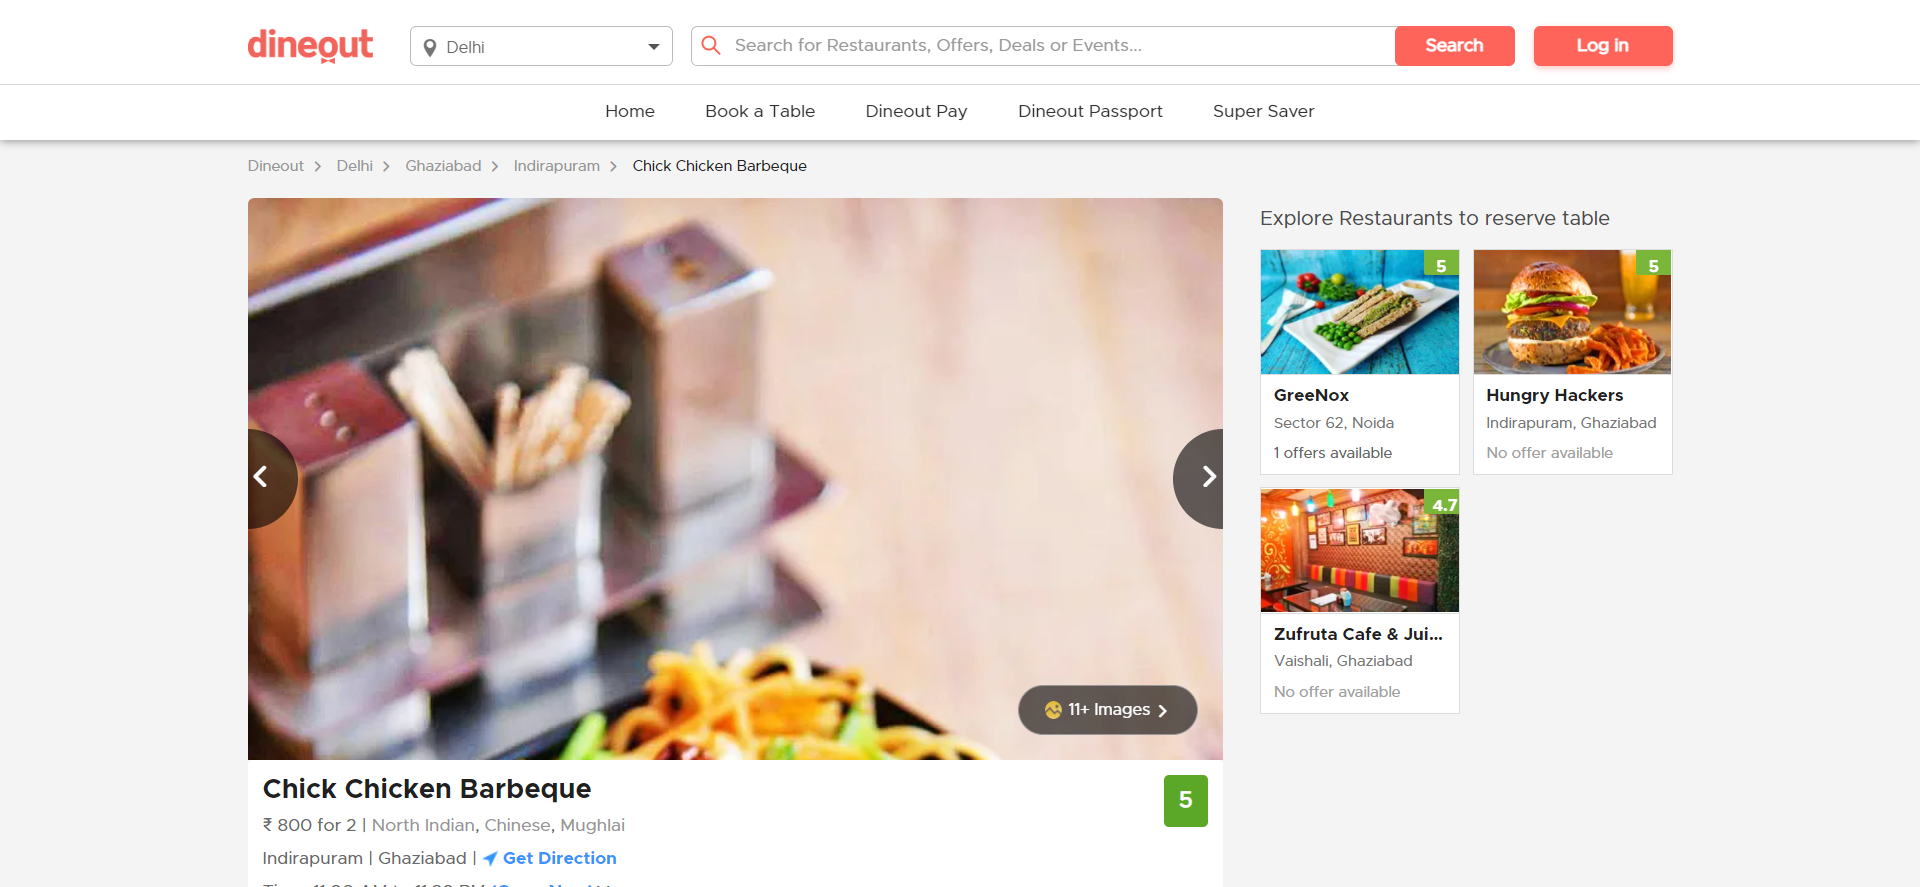 dineout
Delhi
Search for Restaurants, Offers, Deals or Events...
Search
Log in
Home
Book a Table
Dineout Pay
Dineout Passport
Super Saver
Dineout
Delhi
Ghaziabad
Indirapuram
Chick Chicken Barbeque
11+ Images
Chick Chicken Barbeque
5
₹ 800 for 2 | North Indian, Chinese, Mughlai
Indirapuram | Ghaziabad | Get Direction
Explore Restaurants to reserve table
5
GreeNox
Sector 62, Noida
1 offers available
5
Hungry Hackers
Indirapuram, Ghaziabad
No offer available
4.7
Zufruta Cafe & Jui...
Vaishali, Ghaziabad
No offer available